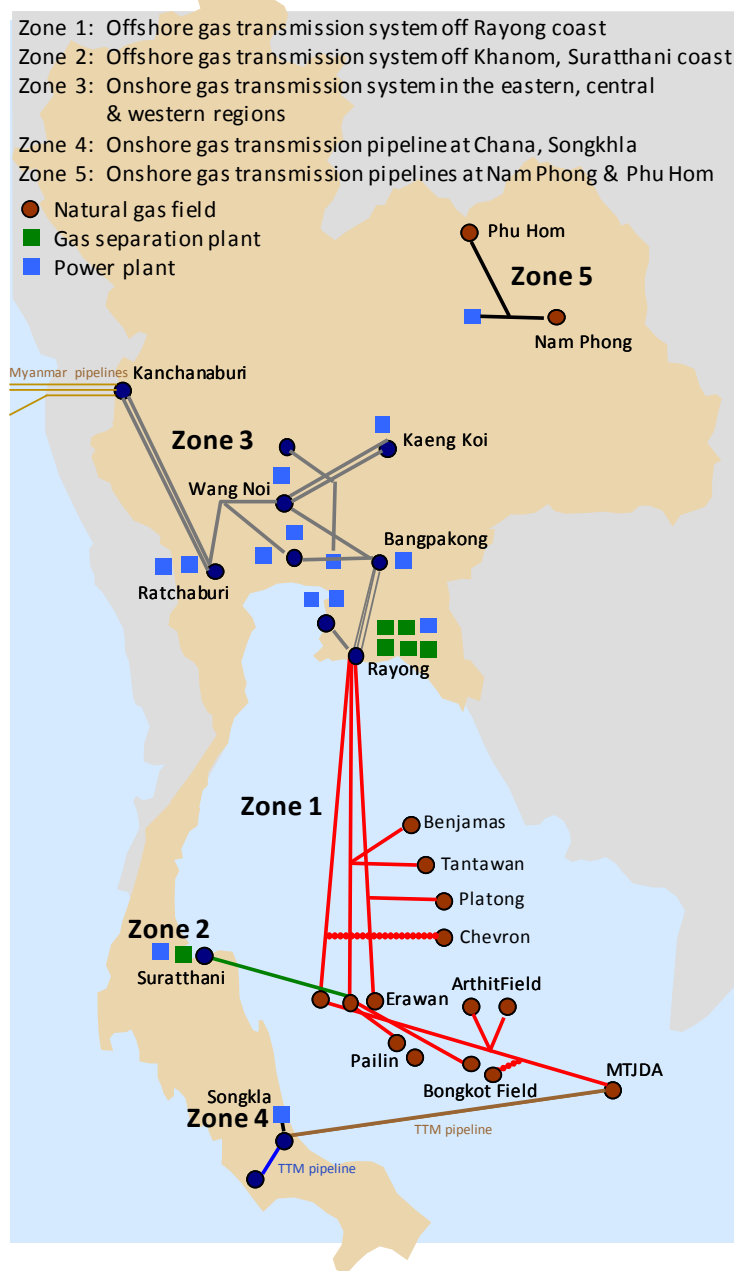 Zone 1: Offshore gas transmission system off Rayong coast
Zone 2: Offshore gas transmission system off Khanom, Suratthani coast
Zone 3: Onshore gas transmission system in the eastern, central
& western regions
Zone 4: Onshore gas transmission pipeline at Chana, Songkhla
Zone 5: Onshore gas transmission pipelines at Nam Phong & Phu Hom
Natural gas field
Gas separation plant
Power plant
Phu Hom
Zone 5
Nam Phong
Myanmar pipelines
Kanchanaburi
Zone 3
Kaeng Koi
Wang Noi
Bangpakong
Ratchaburi
Rayong
Zone 1
Benjamas
Tantawan
Platong
Chevron
Zone 2
Suratthani
Erawan
ArthitField
Pailin
Bongkot Field
MTJDA
Songkla
Zone 4
TTM pipeline
TTM pipeline